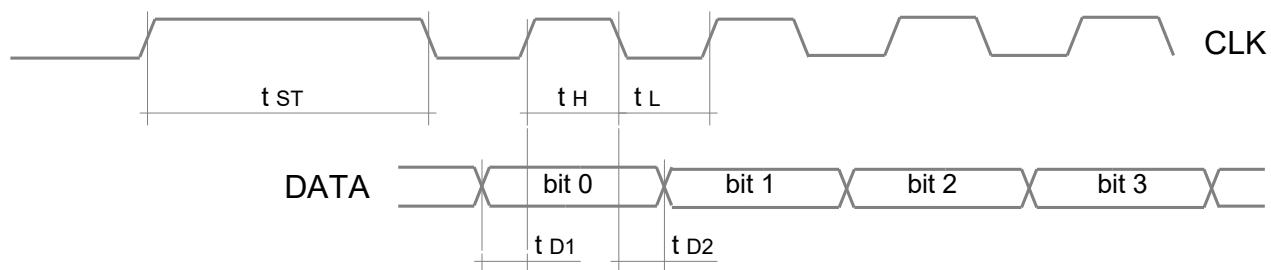 CLK
t ST
t H
t L
DATA
bit 0
bit 1
bit 2
bit 3
t D1
t D2